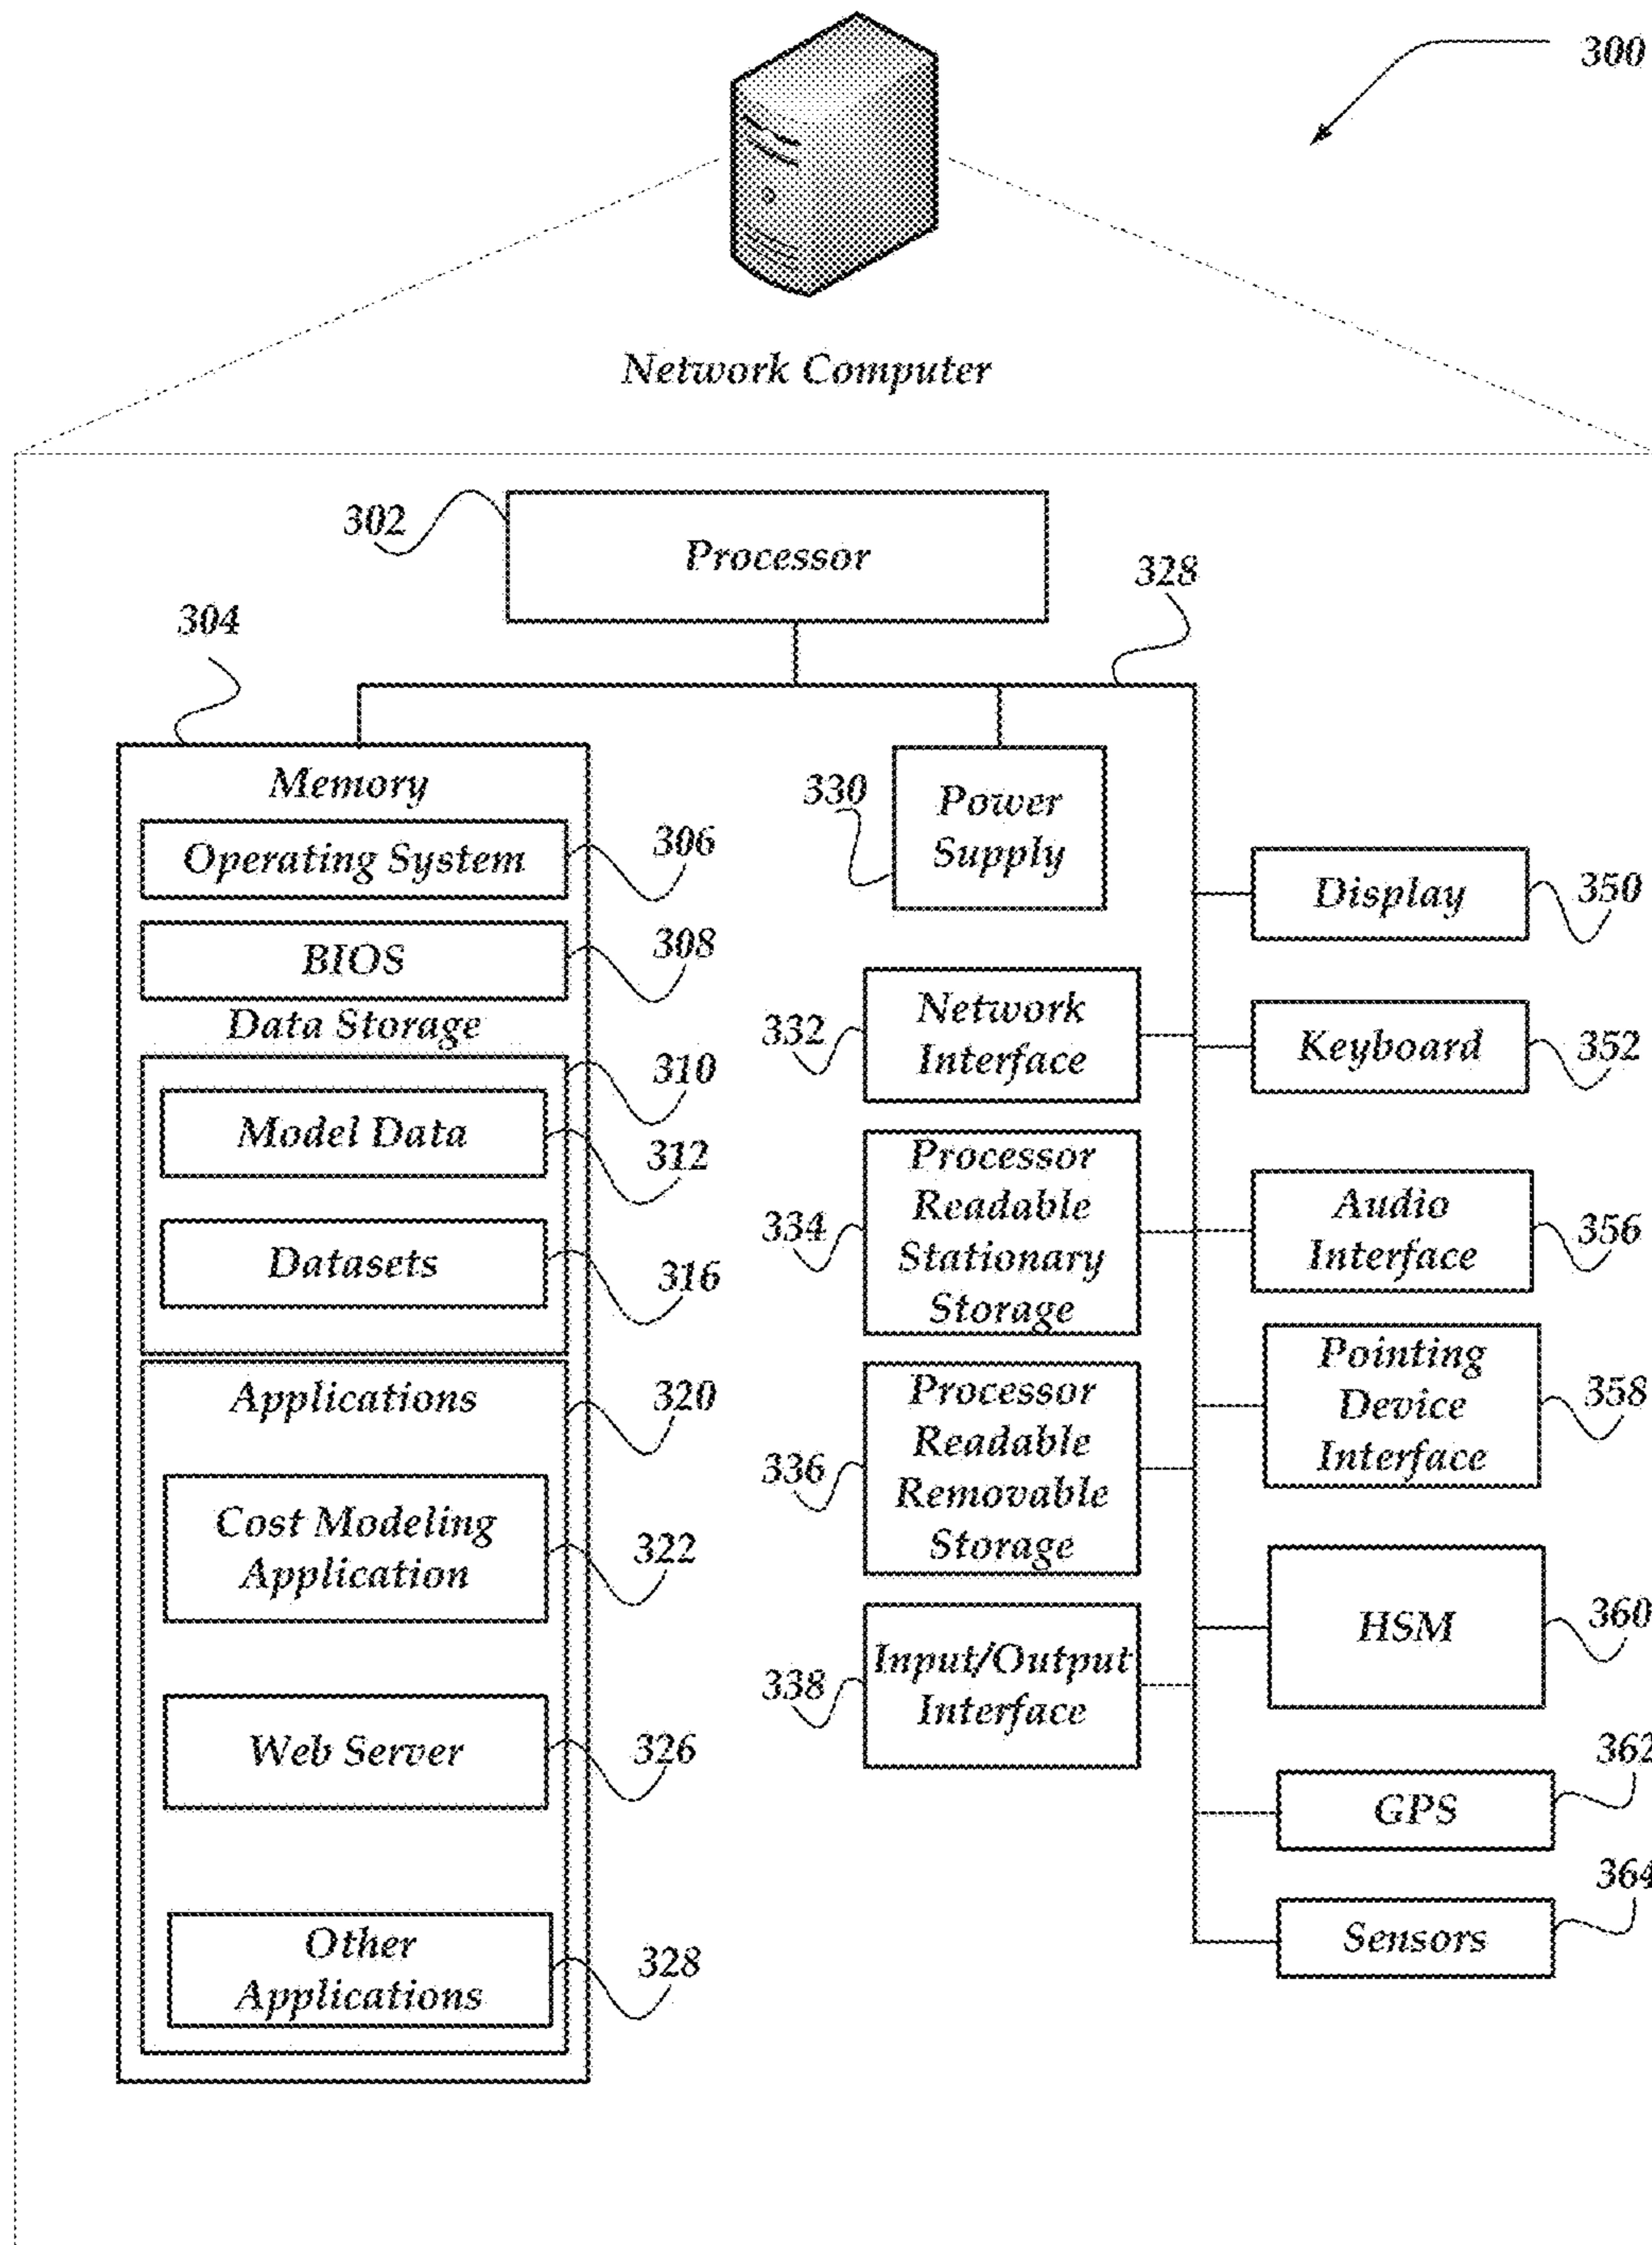 300
Network Computer
302
Processor
328
304
Memory
Operating System
306
BIOS
308
Data Storage
310
Model Data
312
Datasets
316
Applications
320
Cost Modeling
Application
322
Web Server
326
Other
Applications
328
330
Power
Supply
332
Network
Interface
334
Processor
Readable
Stationary
Storage
336
Processor
Readable
Removable
Storage
338
Input/Output
Interface
Display
350
Keyboard
352
Audio
Interface
356
Pointing
Device
Interface
358
HSM
360
GPS
362
Sensors
364